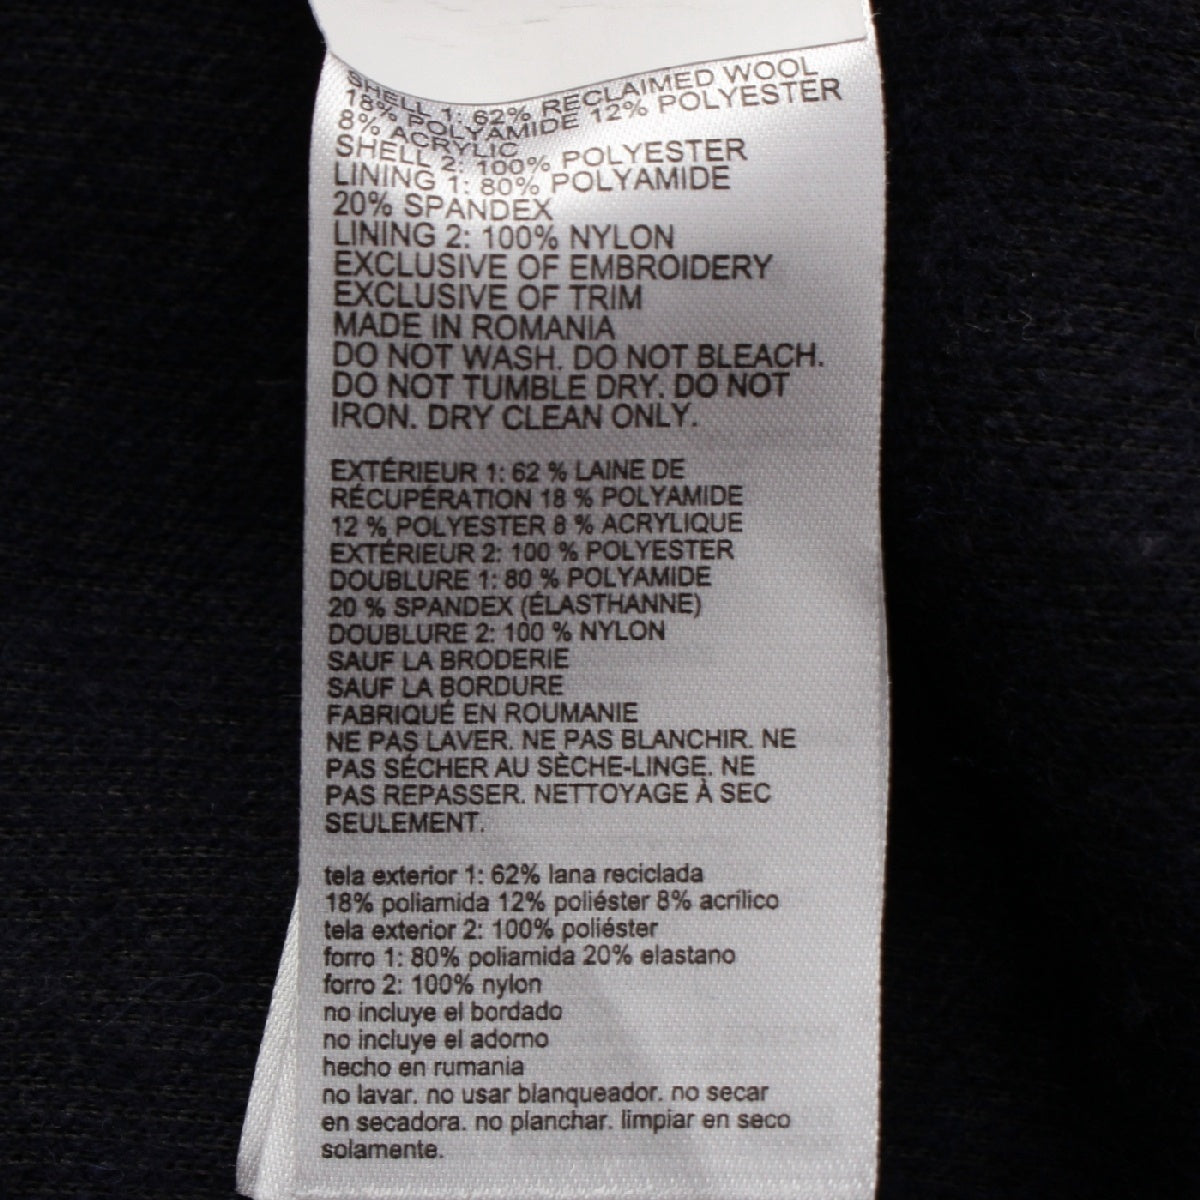 SHELL 1: 62% RECLAIMED WOOL
18% POLYAMIDE 12% POLYESTER
8% ACRYLIC
SHELL 2: 100% POLYESTER
LINING 1: 80% POLYAMIDE
20% SPANDEX
LINING 2: 100% NYLON
EXCLUSIVE OF EMBROIDERY
EXCLUSIVE OF TRIM
MADE IN ROMANIA
DO NOT WASH. DO NOT BLEACH.
DO NOT TUMBLE DRY. DO NOT
IRON. DRY CLEAN ONLY.
EXTÉRIEUR 1: 62 % LAINE DE
RÉCUPÉRATION 18 % POLYAMIDE
12 % POLYESTER 8 % ACRYLIQUE
EXTÉRIEUR 2: 100 % POLYESTER
DOUBLURE 1: 80 % POLYAMIDE
20 % SPANDEX (ÉLASTHANNE)
DOUBLURE 2: 100 % NYLON
SAUF LA BRODERIE
SAUF LA BORDURE
FABRIQUÉ EN ROUMANIE
NE PAS LAVER. NE PAS BLANCHIR. NE
PAS SÉCHER AU SÈCHE-LINGE. NE
PAS REPASSER. NETTOYAGE À SEC
SEULEMENT.
tela exterior 1: 62% lana reciclada
18% poliamida 12% poliéster 8% acrílico
tela exterior 2: 100% poliéster
forro 1: 80% poliamida 20% elastano
forro 2: 100% nylon
no incluye el bordado
no incluye el adorno
hecho en rumania
no lavar. no usar blanqueador. no secar
en secadora. no planchar. limpiar en seco
solamente.